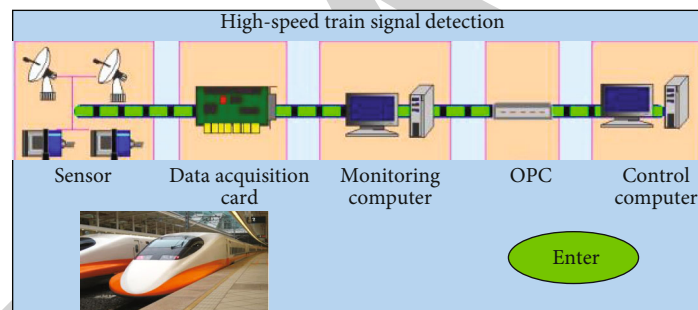 High-speed train signal detection
Sensor
Data acquisition
card
Monitoring
computer
OPC
Control
computer
Enter